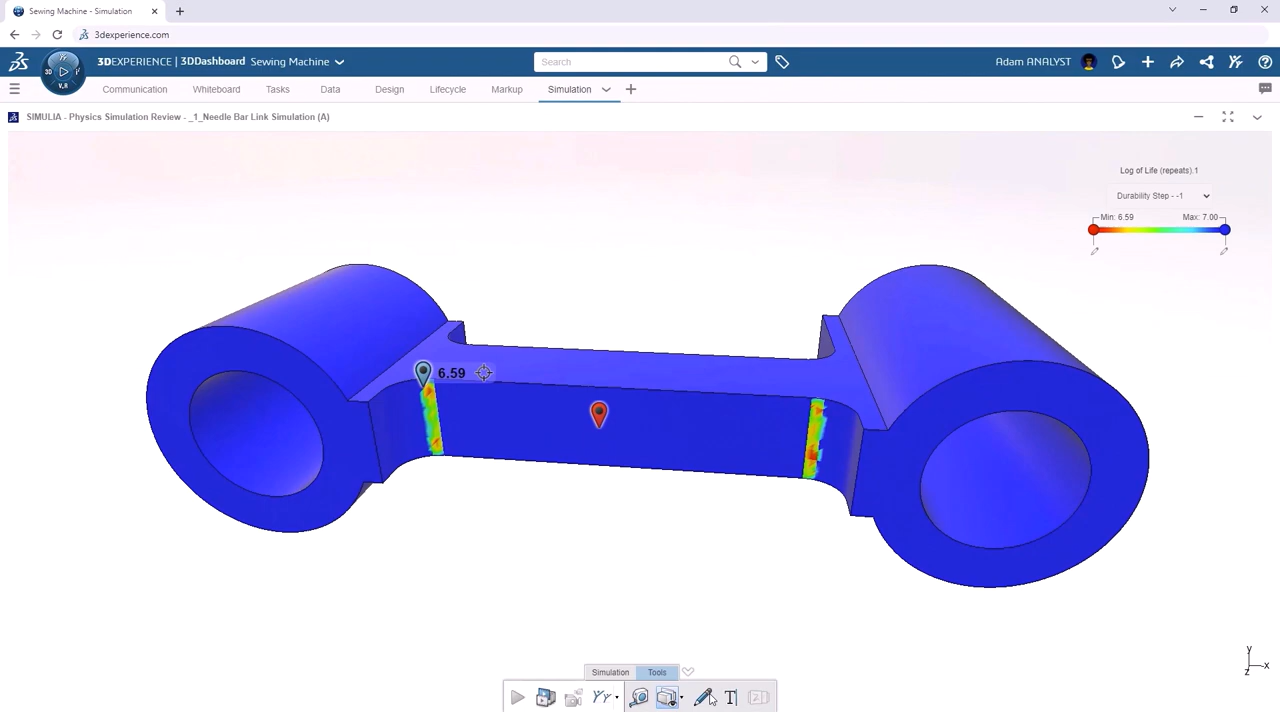 Sewing Machine - Simulation
3dexperience.com
3DEXPERIENCE | 3DDashboard Sewing Machine
Search
Adam ANALYST
3D
V.R
Communication Whiteboard Tasks Data Design Lifecycle Markup Simulation
SIMULIA - Physics Simulation Review - _1_Needle Bar Link Simulation (A)
Log of Life (repeats).1
Durability Step - -1
Min: 6.59 Max: 7.00
6.59
y
x
z
Simulation Tools
T